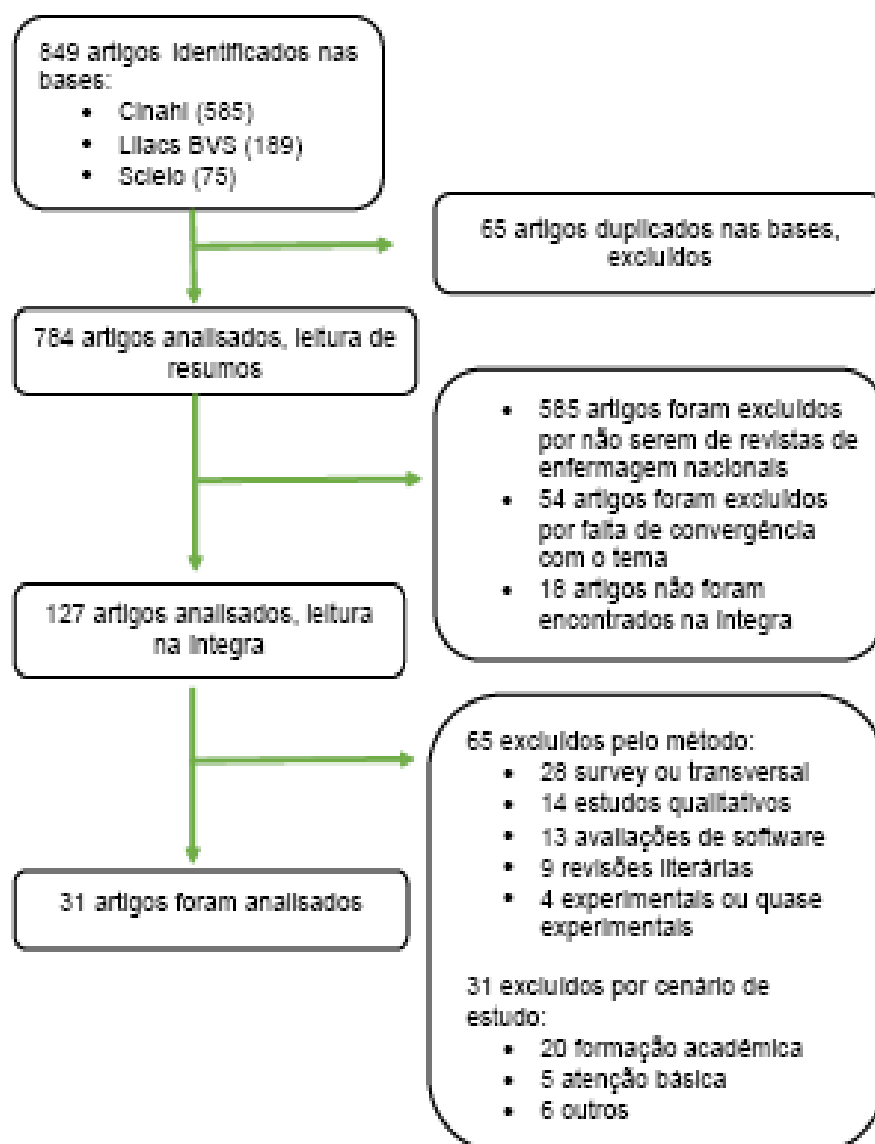 849 artigos identificados nas
bases:
• Cinahl (585)
• Lilacs BVS (189)
• Scielo (75)
65 artigos duplicados nas bases,
excluídos
784 artigos analisados, leitura de
resumos
• 585 artigos foram excluídos
por não serem de revistas de
enfermagem nacionais
• 54 artigos foram excluídos
por falta de convergência
com o tema
• 18 artigos não foram
encontrados na íntegra
127 artigos analisados, leitura
na íntegra
65 excluídos pelo método:
• 28 survey ou transversal
• 14 estudos qualitativos
• 13 avaliações de software
• 9 revisões literárias
• 4 experimentais ou quase
experimentais
31 excluídos por cenário de
estudo:
• 20 formação acadêmica
• 5 atenção básica
• 6 outros
31 artigos foram analisados